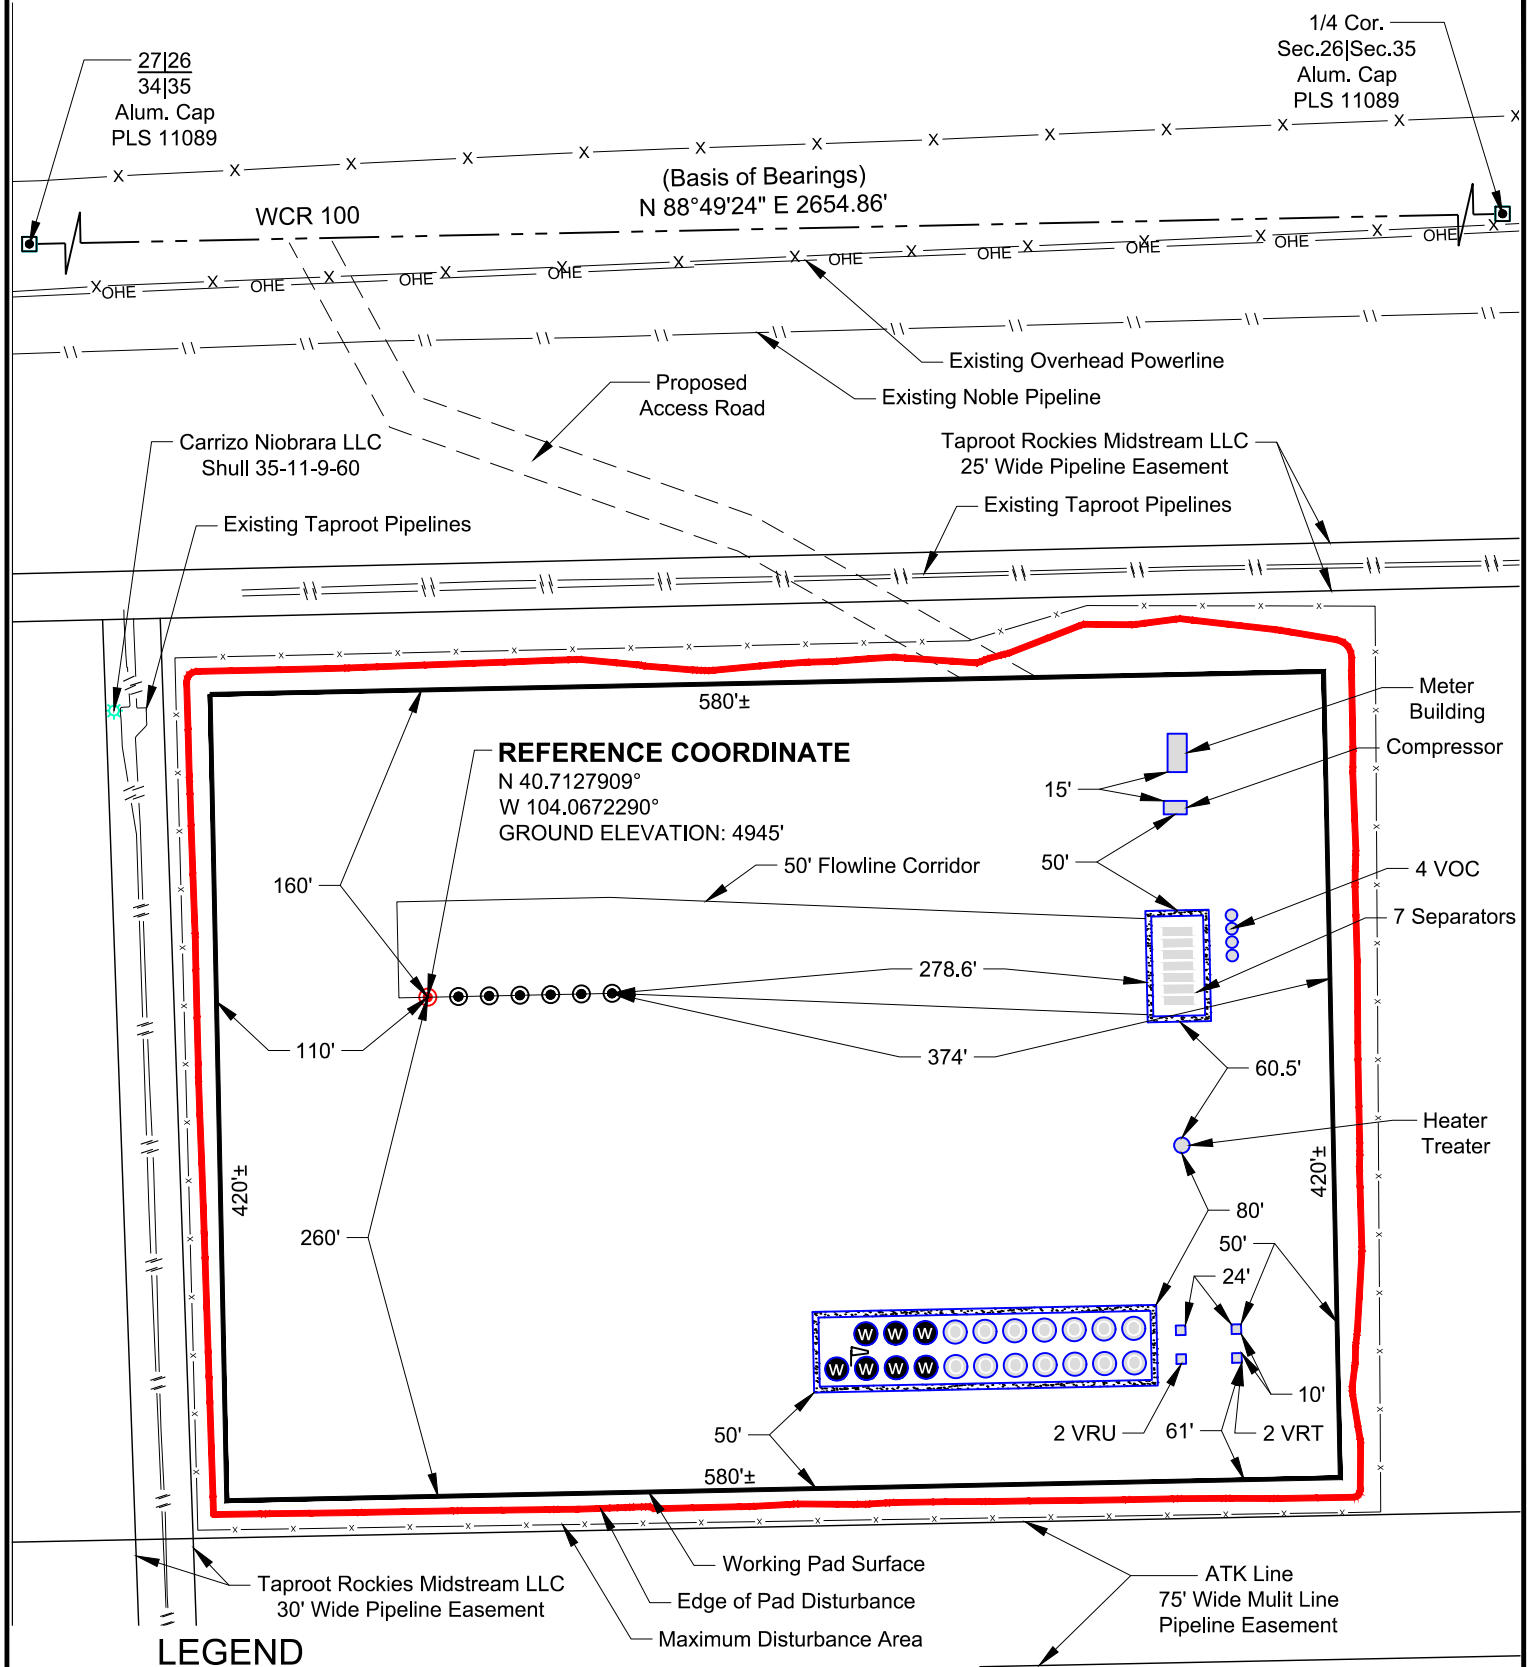 27|26
34|35
Alum. Cap
PLS 11089
1/4 Cor.
Sec.26|Sec.35
Alum. Cap
PLS 11089
X X X X X X X X X X X X X
(Basis of Bearings)
N 88°49'24" E 2654.86'
WCR 100
X X X X X X X X X X X X X
OHE OHE OHE OHE OHE OHE OHE OHE OHE
Existing Overhead Powerline
Proposed
Access Road
Existing Noble Pipeline
Carrizo Niobrara LLC
Shull 35-11-9-60
Taproot Rockies Midstream LLC
25' Wide Pipeline Easement
Existing Taproot Pipelines
Existing Taproot Pipelines
580'±
Meter
Building
REFERENCE COORDINATE
N 40.7127909°
W 104.0672290°
GROUND ELEVATION: 4945'
Compressor
15'
50'
50' Flowline Corridor
4 VOC
160'
7 Separators
278.6'
110'
374'
60.5'
Heater
Treater
420'±
420'±
80'
260'
50'
24'
W W W
W W W W
10'
50'
2 VRU
61'
2 VRT
580'±
Working Pad Surface
Taproot Rockies Midstream LLC
30' Wide Pipeline Easement
Edge of Pad Disturbance
ATK Line
75' Wide Mulit Line
Pipeline Easement
Maximum Disturbance Area
LEGEND